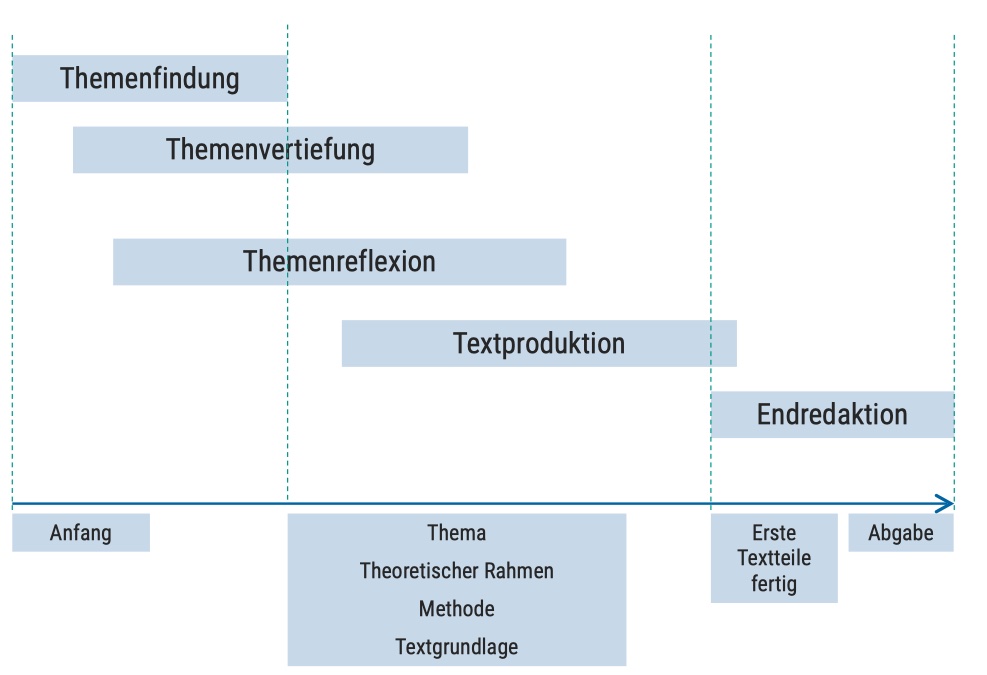 Themenfindung
Themenvertiefung
Themenreflexion
Textproduktion
Endredaktion
Anfang
Thema
Theoretischer Rahmen
Methode
Textgrundlage
Erste
Textteile
fertig
Abgabe